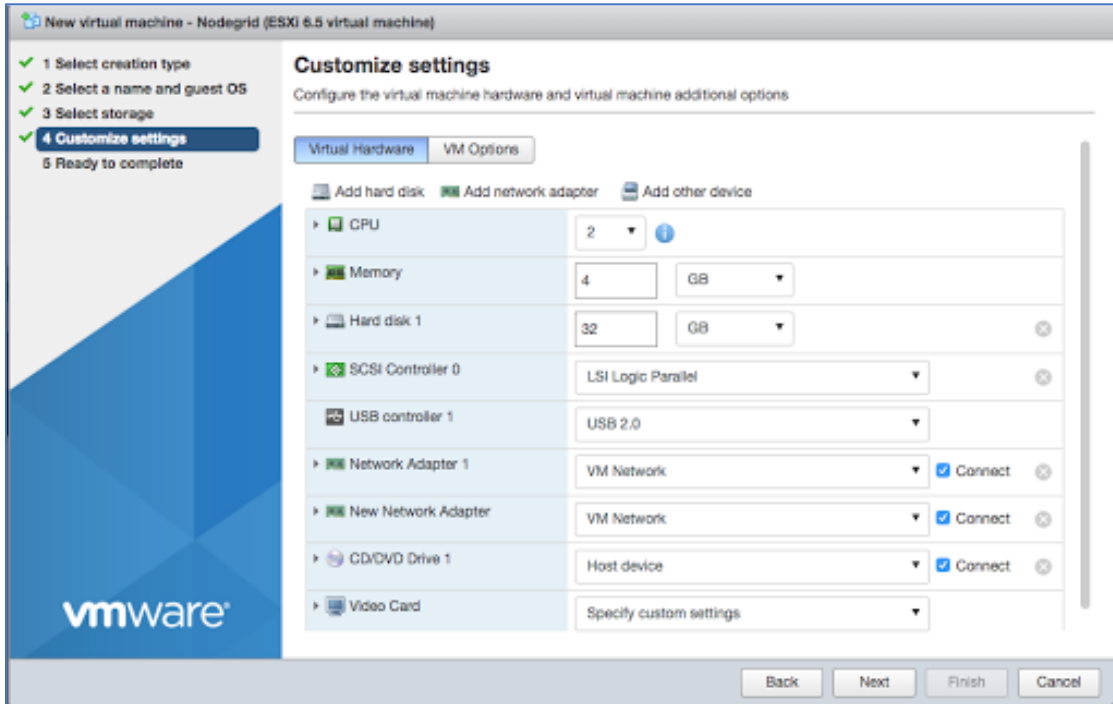 New virtual machine - Nodegrid (ESXi 6.5 virtual machine)
1 Select creation type
2 Select a name and guest OS
3 Select storage
4 Customize settings
5 Ready to complete
Customize settings
Configure the virtual machine hardware and virtual machine additional options
Virtual Hardware VM Options
Add hard disk Add network adapter Add other device
CPU 2
Memory 4 GB
Hard disk 1 32 GB
SCSI Controller 0 LSI Logic Parallel
USB controller 1 USB 2.0
Network Adapter 1 VM Network Connect
New Network Adapter VM Network Connect
CD/DVD Drive 1 Host device Connect
Video Card Specify custom settings
vmware
Back Next Finish Cancel